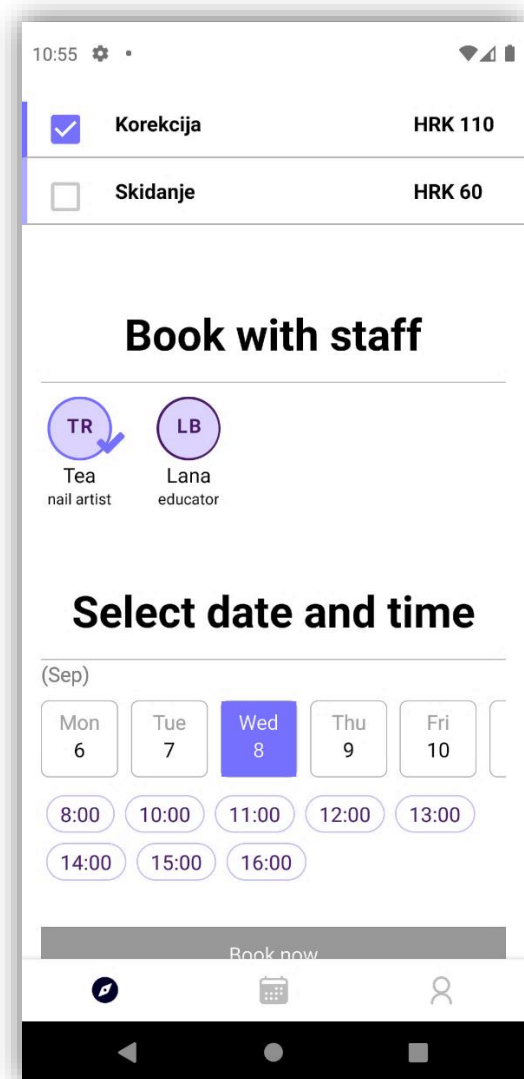 10:55
Korekcija HRK 110
Skidanje HRK 60
Book with staff
TR LB
Tea Lana
nail artist educator
Select date and time
(Sep)
Mon Tue Wed Thu Fri
6 7 8 9 10
8:00 10:00 11:00 12:00 13:00
14:00 15:00 16:00
Book now